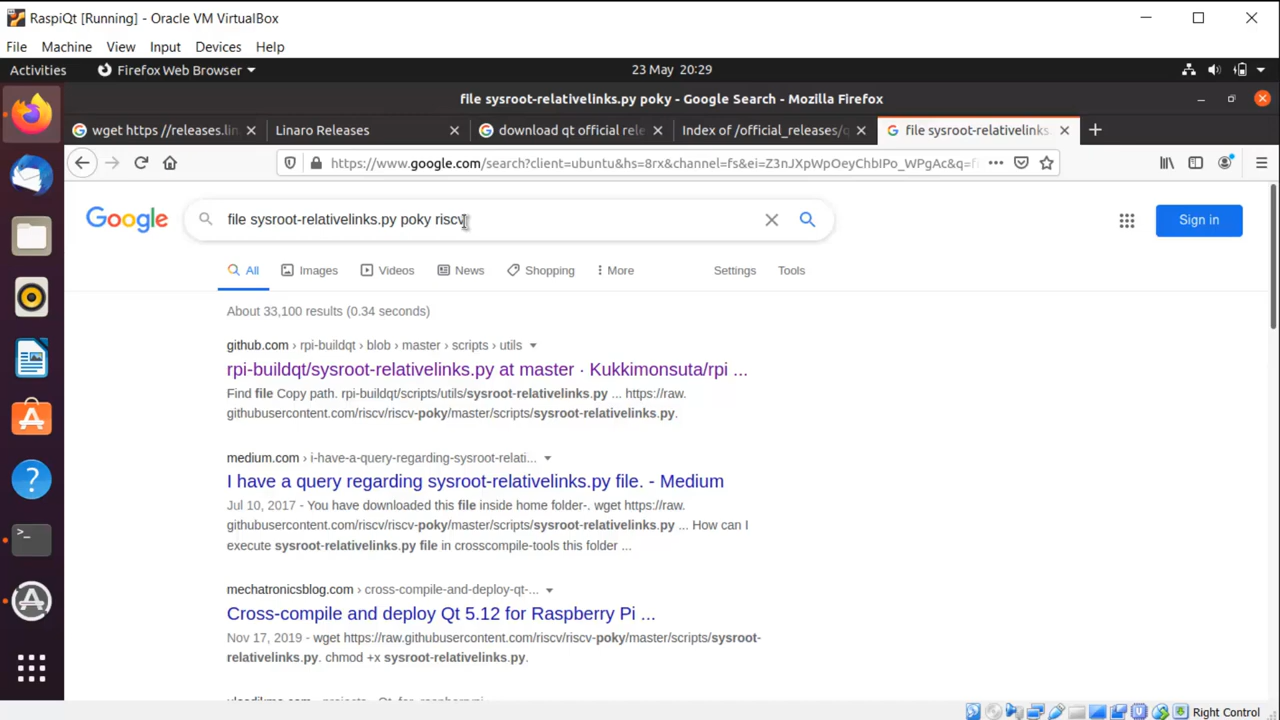 RaspiQt [Running] - Oracle VM VirtualBox
File Machine View Input Devices Help
Activities Firefox Web Browser 23 May 20:29
file sysroot-relativelinks.py poky - Google Search - Mozilla Firefox
wget https //releases.lin Linaro Releases download qt official rele Index of /official_releases/q file sysroot-relativelinks.
https://www.google.com/search?client=ubuntu&hs=8rx&channel=fs&ei=Z3nJXpWpOeyChbIPo_WPgAc&q=f
Google file sysroot-relativelinks.py poky riscv Sign in
All Images Videos News Shopping More Settings Tools
About 33,100 results (0.34 seconds)
github.com › rpi-buildqt › blob › master › scripts › utils
rpi-buildqt/sysroot-relativelinks.py at master · Kukkimonsuta/rpi ...
Find file Copy path. rpi-buildqt/scripts/utils/sysroot-relativelinks.py ... https://raw.
githubusercontent.com/riscv/riscv-poky/master/scripts/sysroot-relativelinks.py.
medium.com › i-have-a-query-regarding-sysroot-relati...
I have a query regarding sysroot-relativelinks.py file. - Medium
Jul 10, 2017 - You have downloaded this file inside home folder-. wget https://raw.
githubusercontent.com/riscv/riscv-poky/master/scripts/sysroot-relativelinks.py ... How can I
execute sysroot-relativelinks.py file in crosscompile-tools this folder ...
mechatronicsblog.com › cross-compile-and-deploy-qt-...
Cross-compile and deploy Qt 5.12 for Raspberry Pi ...
Nov 17, 2019 - wget https://raw.githubusercontent.com/riscv/riscv-poky/master/scripts/sysroot-
relativelinks.py. chmod +x sysroot-relativelinks.py.
Right Control